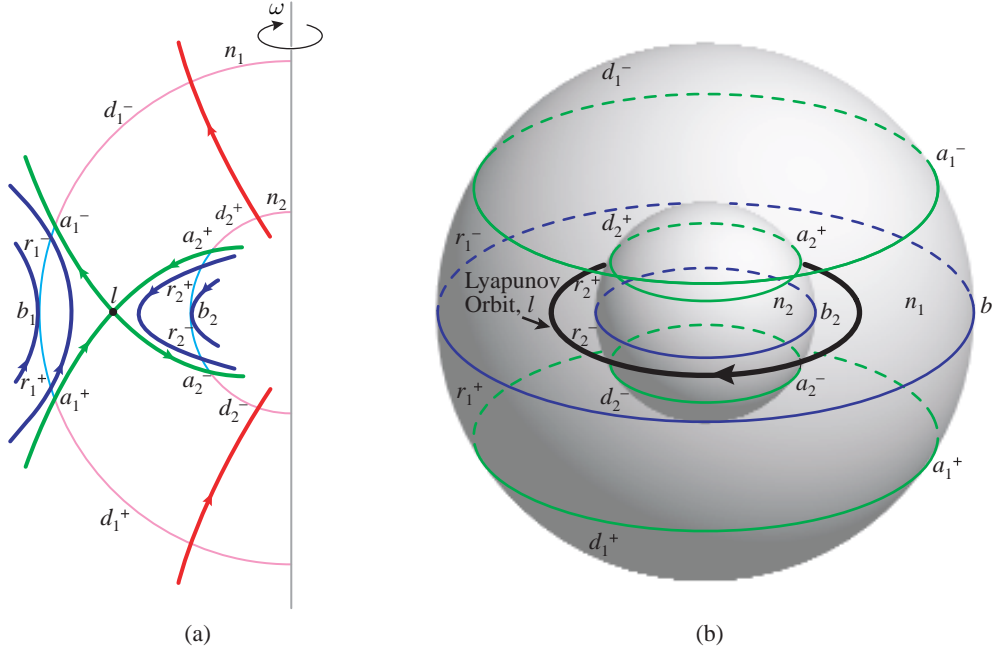 ω
n₁
d₁⁻
n₂
d₂⁺
a₁⁻
a₂⁺
r₁⁻
l
r₂⁺
b₁
b₂
r₂⁻
r₁⁺
a₂⁻
a₁⁺
d₂⁻
d₁⁺
(a)
d₁⁻
a₁⁻
r₁⁻
d₂⁺
a₂⁺
Lyapunov
Orbit, l
r₂⁺
n₂
b₂
n₁
b
r₂⁻
r₁⁺
d₂⁻
a₂⁻
a₁⁺
d₁⁺
(b)